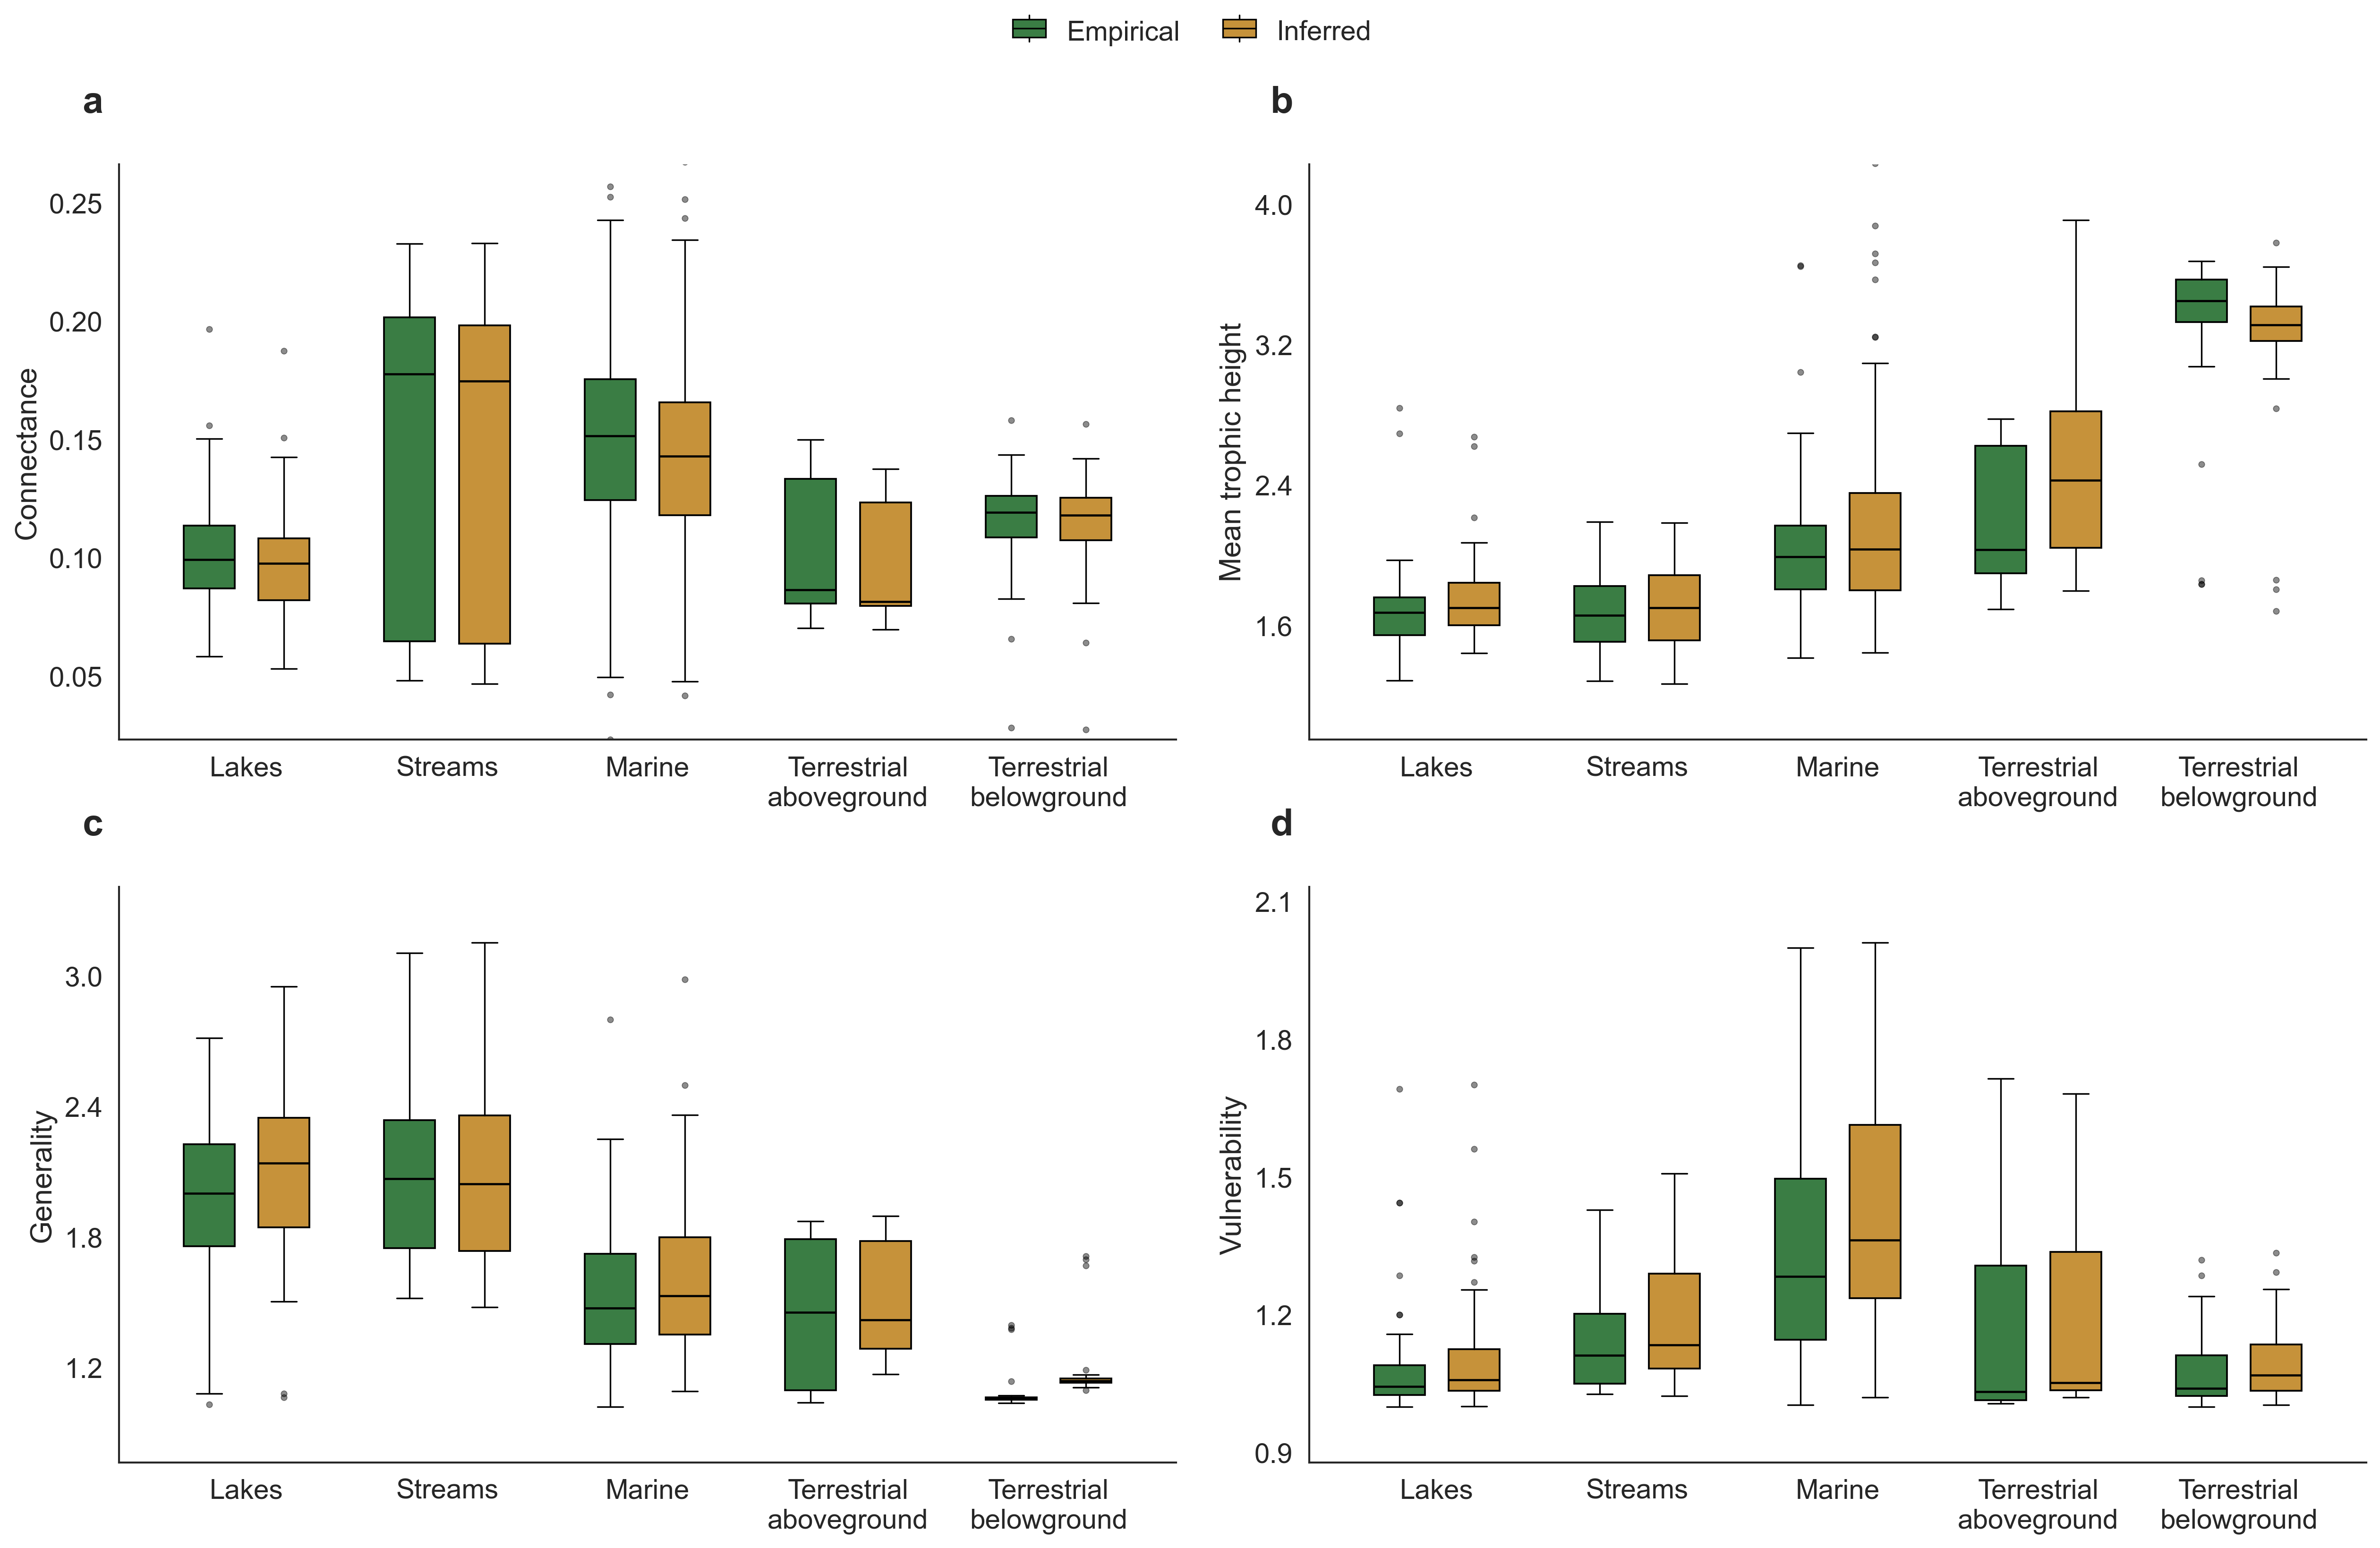 Empirical
Inferred
a
0.25
0.20
0.15
0.10
0.05
Connectance
Lakes
Streams
Marine
Terrestrial
aboveground
Terrestrial
belowground
b
4.0
3.2
2.4
1.6
Mean trophic height
Lakes
Streams
Marine
Terrestrial
aboveground
Terrestrial
belowground
c
3.0
2.4
1.8
1.2
Generality
Lakes
Streams
Marine
Terrestrial
aboveground
Terrestrial
belowground
d
2.1
1.8
1.5
1.2
0.9
Vulnerability
Lakes
Streams
Marine
Terrestrial
aboveground
Terrestrial
belowground